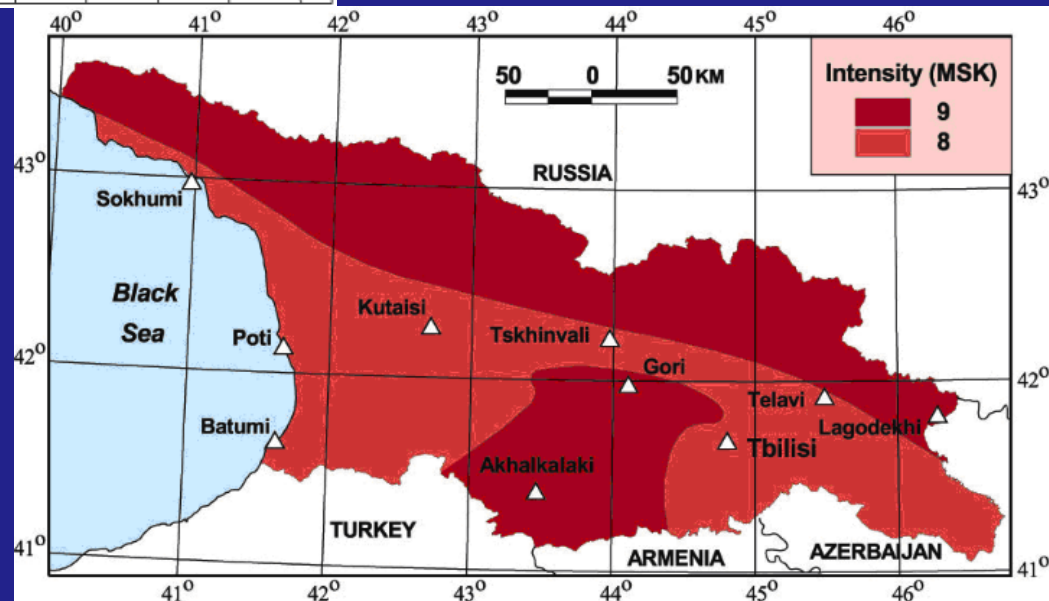 40° 41° 42° 43° 44° 45° 46°
50 0 50 KM
Intensity (MSK)
9
8
43° 43°
RUSSIA
Sokhumi
Black
Sea
Kutaisi
Poti
Tskhinvali
Gori
42° 42°
Telavi
Lagodekhi
Batumi
Tbilisi
Akhalkalaki
TURKEY
ARMENIA
AZERBAIJAN
41° 41°
41° 42° 43° 44° 45° 46°